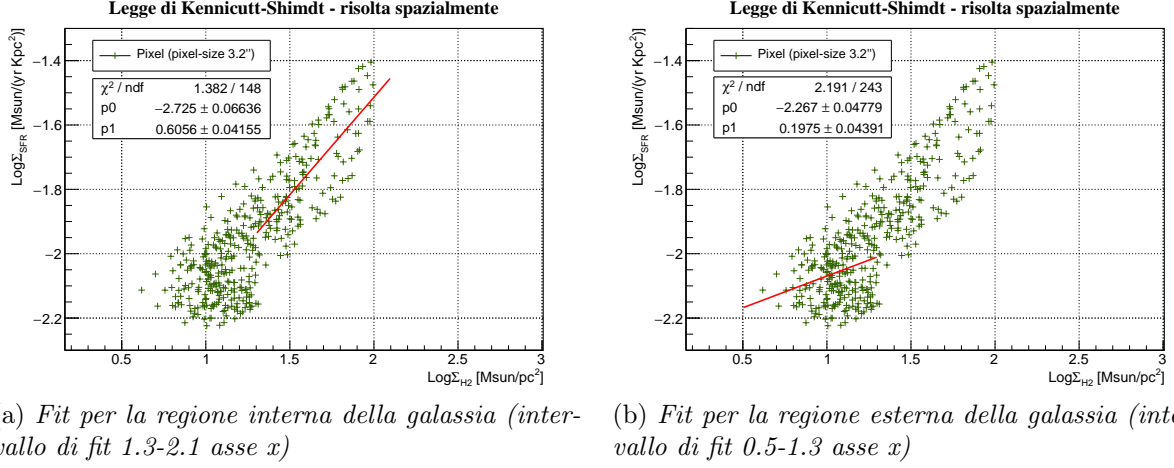 Legge di Kennicutt-Shimdt - risolta spazialmente
LogΣSFR [Msun/(yr Kpc²)]
−1.4
−1.6
−1.8
−2
−2.2
Pixel (pixel-size 3.2")
χ² / ndf 1.382 / 148
p0 −2.725 ± 0.06636
p1 0.6056 ± 0.04155
0.5 1 1.5 2 2.5 3
LogΣH2 [Msun/pc²]
a) Fit per la regione interna della galassia (inter-
vallo di fit 1.3-2.1 asse x)
Legge di Kennicutt-Shimdt - risolta spazialmente
LogΣSFR [Msun/(yr Kpc²)]
−1.4
−1.6
−1.8
−2
−2.2
Pixel (pixel-size 3.2")
χ² / ndf 2.191 / 243
p0 −2.267 ± 0.04779
p1 0.1975 ± 0.04391
0.5 1 1.5 2 2.5 3
LogΣH2 [Msun/pc²]
(b) Fit per la regione esterna della galassia (inte
vallo di fit 0.5-1.3 asse x)